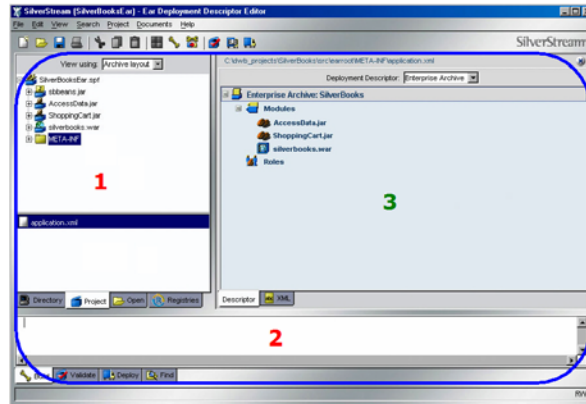 SilverStream (SilverBooksEar) - Ear Deployment Descriptor Editor
File Edit View Search Project Documents Help
SilverStream
View using: Archive layout
SilverBooksEar.spf
sbbeans.jar
AccessData.jar
ShoppingCart.jar
silverbooks.war
META-INF
1
application.xml
Directory Project Open Registries
C:\dwb_projects\SilverBooks\src\earroot\META-INF\application.xml
Deployment Descriptor: Enterprise Archive
Enterprise Archive: SilverBooks
Modules
AccessData.jar
ShoppingCart.jar
silverbooks.war
Roles
3
Descriptor XML
2
Validate Deploy Find